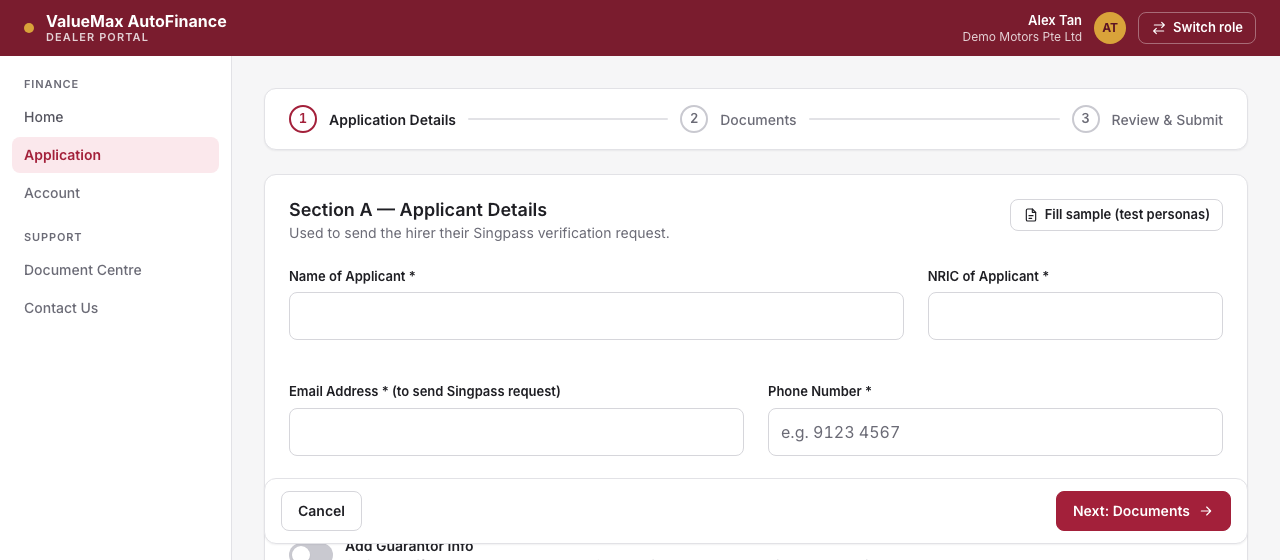 ValueMax AutoFinance
DEALER PORTAL
Alex Tan
Demo Motors Pte Ltd
AT
Switch role
FINANCE
Home
Application
Account
SUPPORT
Document Centre
Contact Us
1 Application Details
2 Documents
3 Review & Submit
Section A — Applicant Details
Used to send the hirer their Singpass verification request.
Fill sample (test personas)
Name of Applicant *
NRIC of Applicant *
Email Address * (to send Singpass request)
Phone Number *
e.g. 9123 4567
Cancel
Next: Documents →
Add Guarantor Info